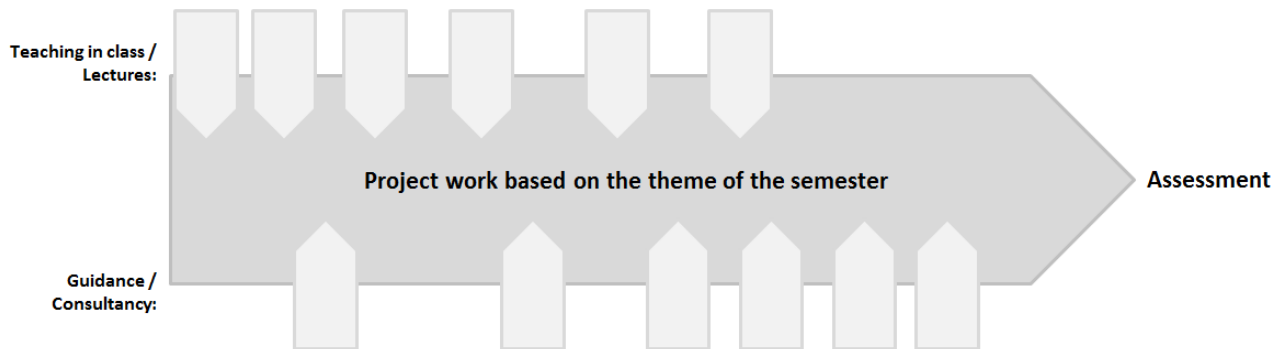 Teaching in class /
Lectures:
Project work based on the theme of the semester
Assessment
Guidance /
Consultancy: